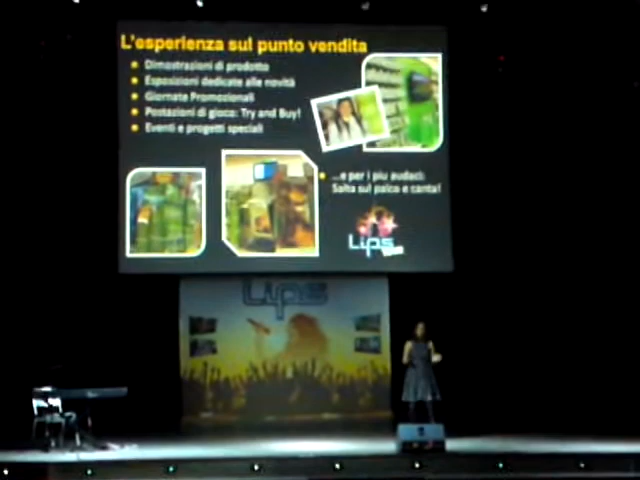 L'esperienza sul punto vendita
Dimostrazioni di prodotto
Esposizioni dedicate alle novità
Giornate Promozionali
Postazioni di gioco: Try and Buy!
Eventi e progetti speciali
...e per i piu audaci:
Salta sul palco e canta!
Lips
Lips